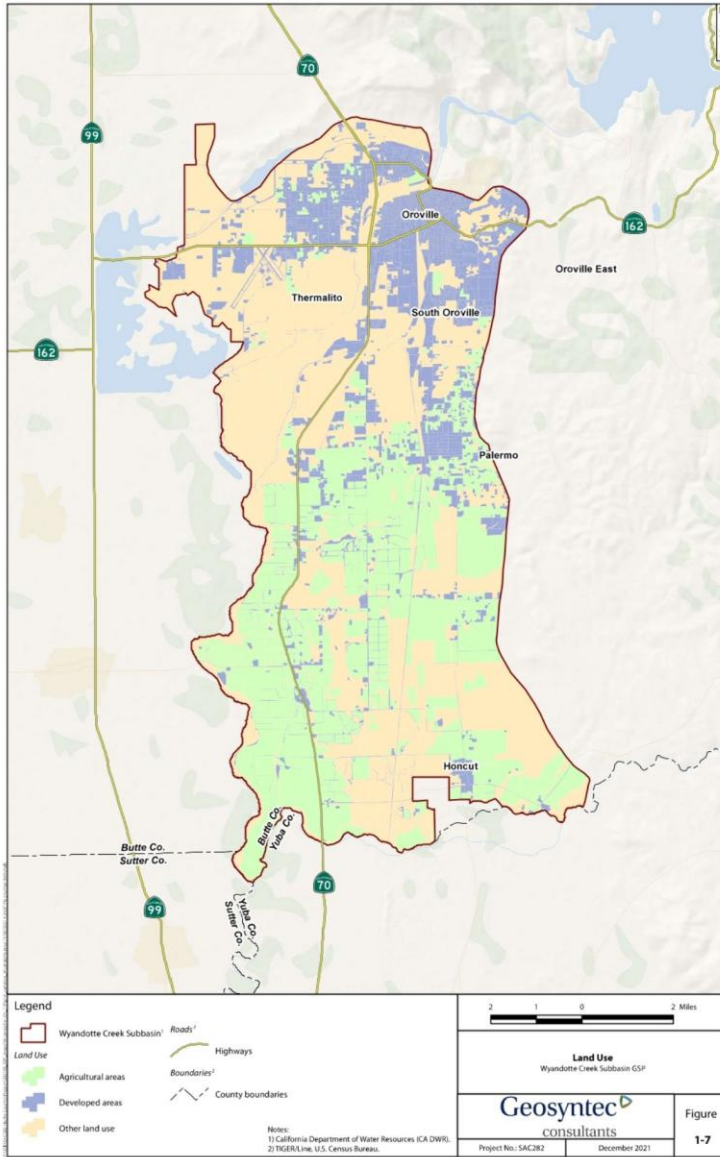 70
99
Oroville
162
Oroville East
Thermalito
South Oroville
162
Palermo
Honcut
Butte Co.
Yuba Co.
Butte Co.
Sutter Co.
70
99
Yuba Co.
Sutter Co.
Legend
Wyandotte Creek Subbasin¹
Land Use
Agricultural areas
Developed areas
Other land use
Roads²
Highways
Boundaries²
County boundaries
Notes:
1) California Department of Water Resources (CA DWR).
2) TIGER/Line, U.S. Census Bureau.
2 1 0 2 Miles
Land Use
Wyandotte Creek Subbasin GSP
Geosyntec
consultants
Project No.: SAC282
December 2021
Figure
1-7